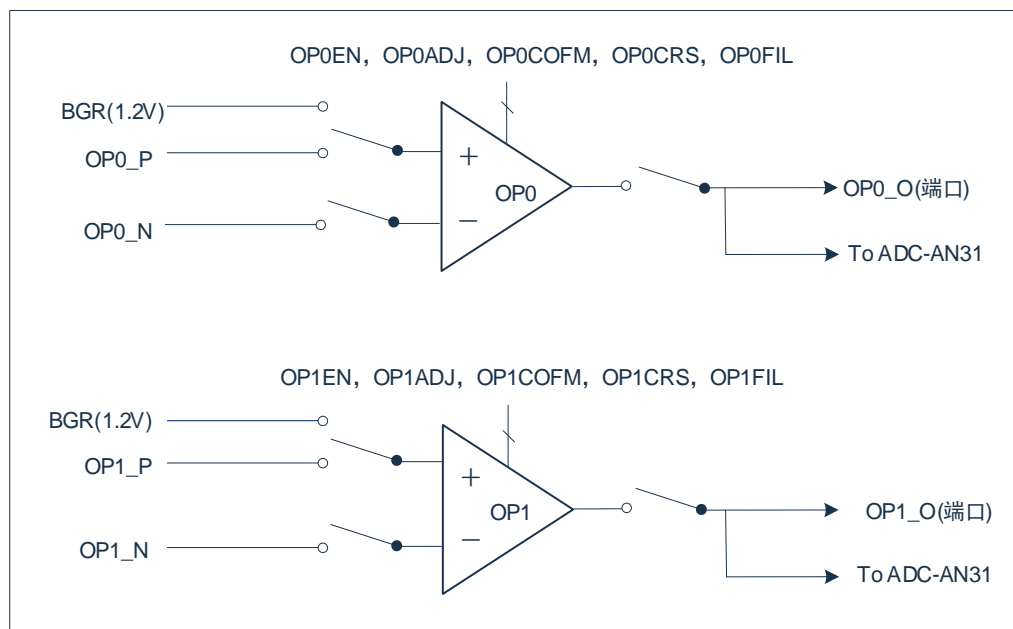 OP0EN，OP0ADJ，OP0COFM，OP0CRS，OP0FIL
BGR(1.2V)
OP0_P
+
OP0
OP0_O(端口)
OP0_N
−
To ADC-AN31
OP1EN，OP1ADJ，OP1COFM，OP1CRS，OP1FIL
BGR(1.2V)
OP1_P
+
OP1
OP1_O(端口)
OP1_N
−
To ADC-AN31